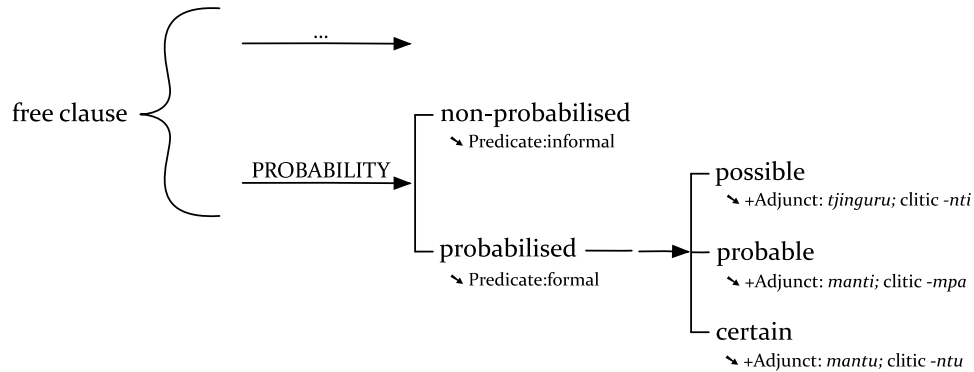 ...
free clause
non-probabilised
Predicate:informal
PROBABILITY
possible
+Adjunct: tjinguru; clitic -nti
probabilised
Predicate:formal
probable
+Adjunct: manti; clitic -mpa
certain
+Adjunct: mantu; clitic -ntu